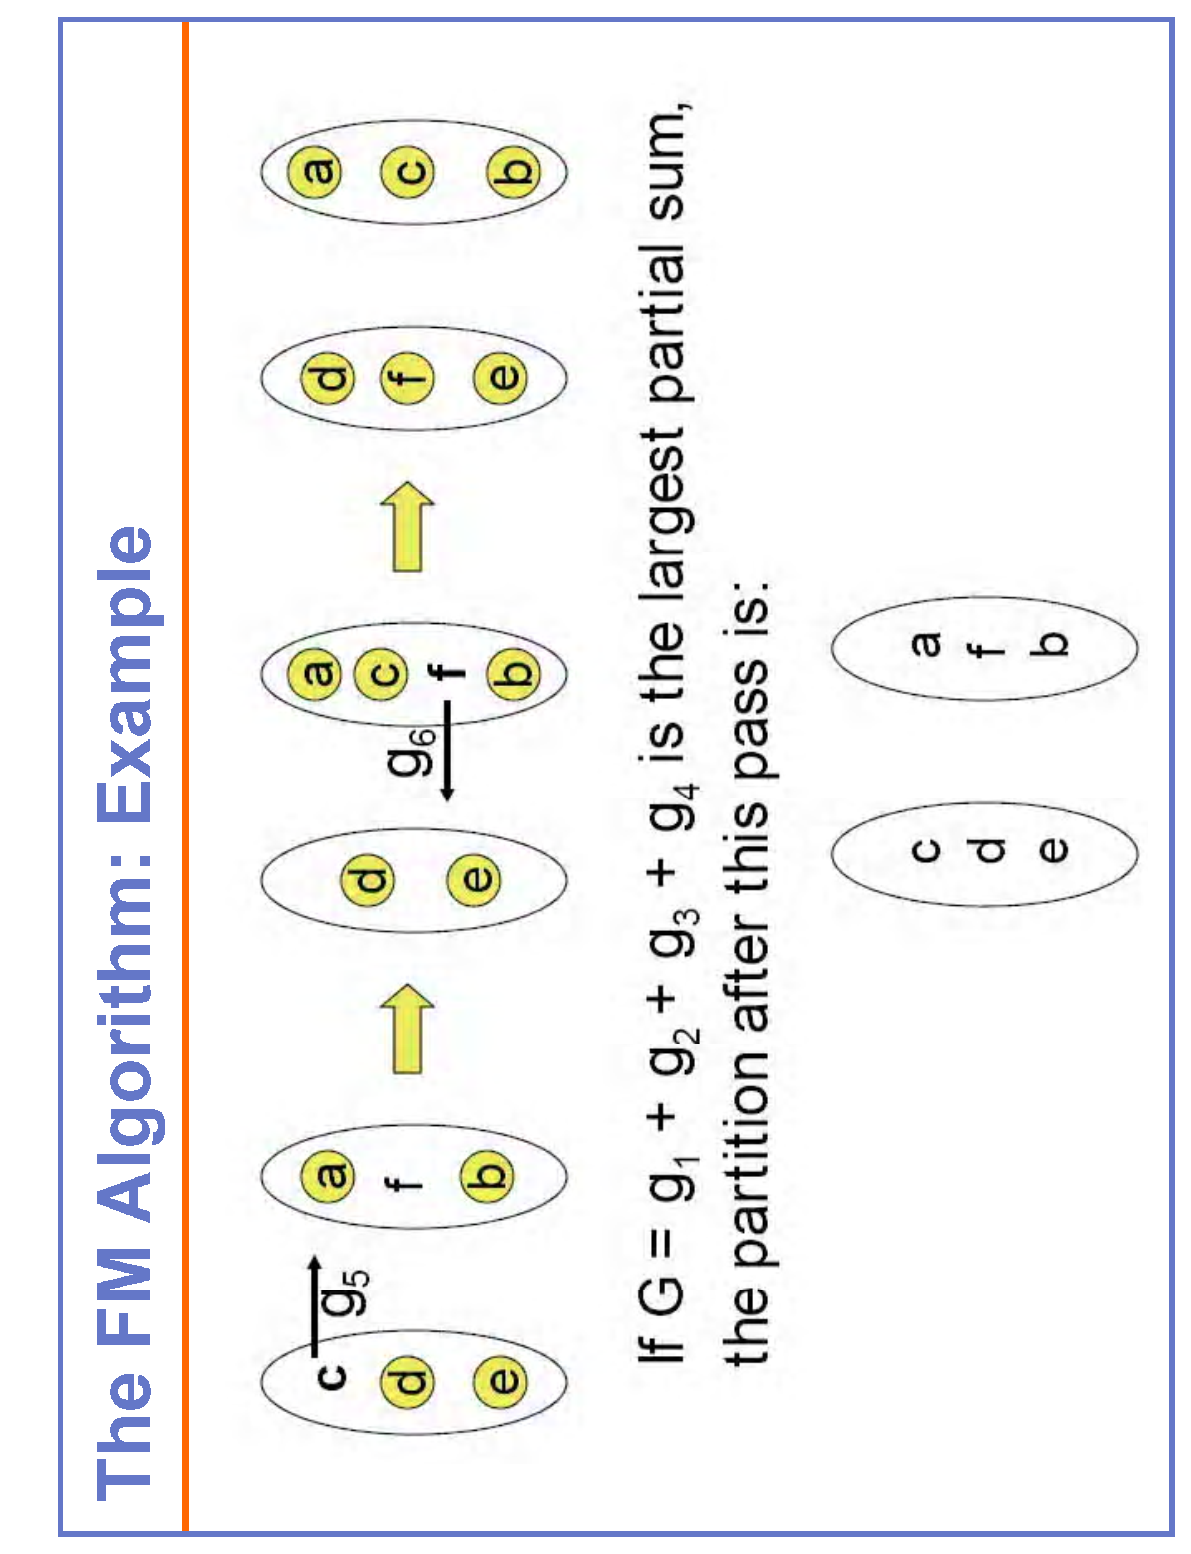 The FM Algorithm: Example
c a a d a
g5 d c
d f g6 f f c
e b e b e b
If G = g1 + g2 + g3 + g4 is the largest partial sum,
the partition after this pass is:
c a
d f
e b